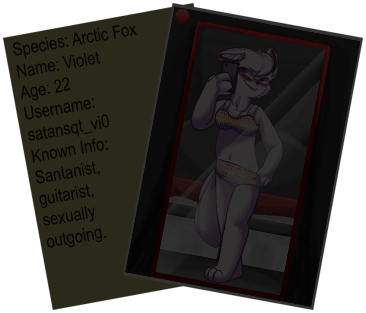 Species: Arctic Fox
Name: Violet
Age: 22
Username:
satansqt_vi0
Known Info:
Santanist,
guitarist,
sexually
outgoing.